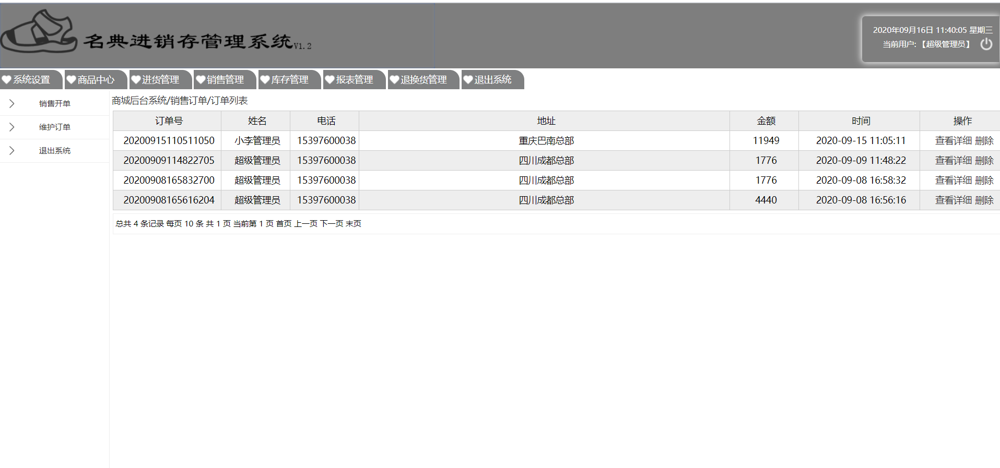 名典进销存管理系统V1.2
2020年09月16日 11:40:05 星期三
当前用户:【超级管理员】
系统设置 商品中心 进货管理 销售管理 库存管理 报表管理 退换货管理 退出系统
销售开单
维护订单
退出系统
商城后台系统/销售订单/订单列表
订单号 姓名 电话 地址 金额 时间 操作
20200915110511050 小李管理员 15397600038 重庆巴南总部 11949 2020-09-15 11:05:11 查看详细 删除
20200909114822705 超级管理员 15397600038 四川成都总部 1776 2020-09-09 11:48:22 查看详细 删除
20200908165832700 超级管理员 15397600038 四川成都总部 1776 2020-09-08 16:58:32 查看详细 删除
20200908165616204 超级管理员 15397600038 四川成都总部 4440 2020-09-08 16:56:16 查看详细 删除
总共 4 条记录 每页 10 条 共 1 页 当前第 1 页 首页 上一页 下一页 末页